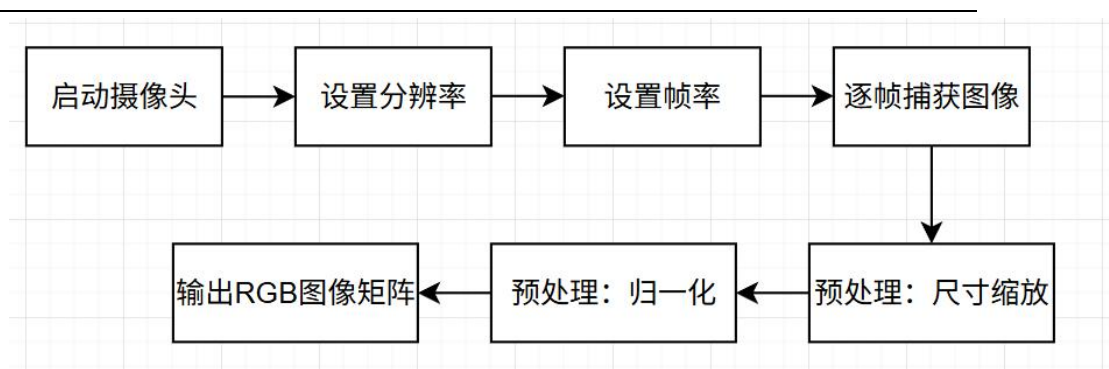 启动摄像头
设置分辨率
设置帧率
逐帧捕获图像
预处理：尺寸缩放
预处理：归一化
输出RGB图像矩阵